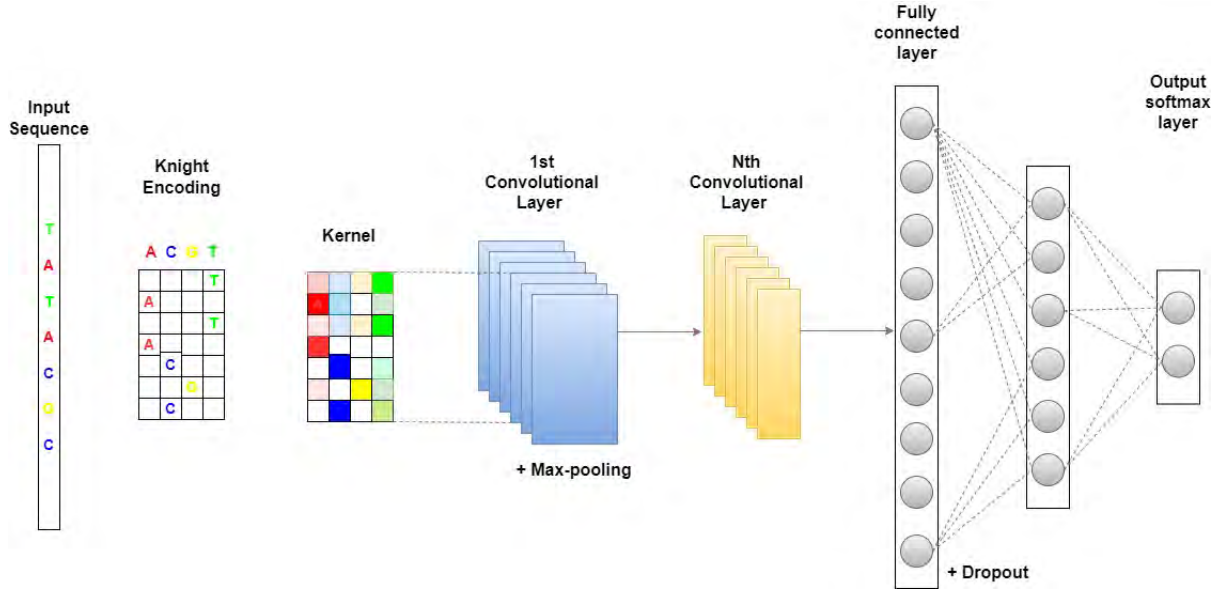 Input
Sequence
T
A
T
A
C
G
C
Knight
Encoding
A C G T
T
A
T
A
C
G
C
Kernel
A
1st
Convolutional
Layer
+ Max-pooling
Nth
Convolutional
Layer
Fully
connected
layer
+ Dropout
Output
softmax
layer